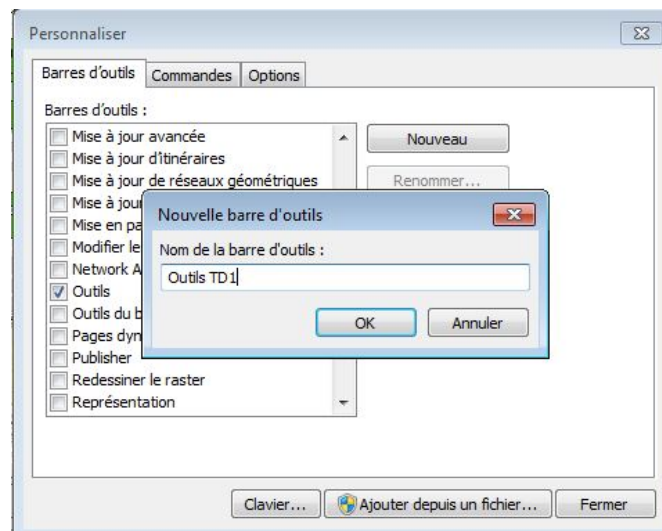 Personnaliser
Barres d'outils Commandes Options
Barres d'outils :
Mise à jour avancée
Nouveau
Mise à jour d'itinéraires
Mise à jour de réseaux géométriques
Renommer...
Mise à jour
Nouvelle barre d'outils
Mise en pa
Modifier le
Nom de la barre d'outils :
Network A
Outils TD1
Outils
Outils du b
OK Annuler
Pages dyn
Publisher
Redessiner le raster
Représentation
Clavier... Ajouter depuis un fichier... Fermer